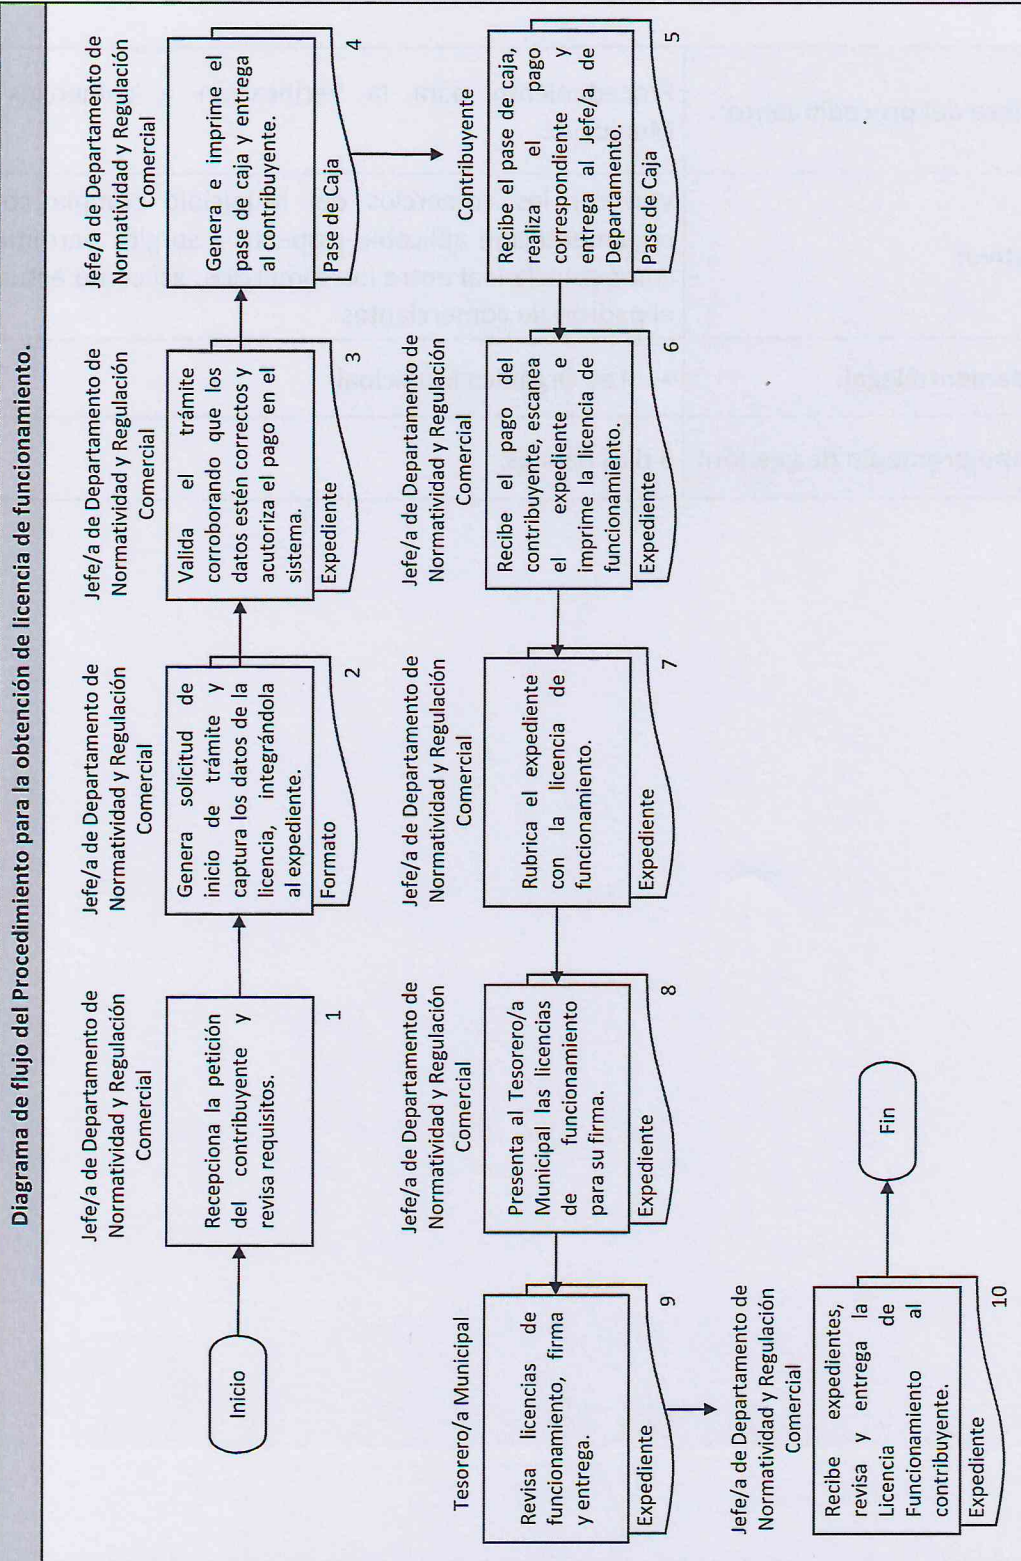 Diagrama de flujo del Procedimiento para la obtención de licencia de funcionamiento.
Inicio
Jefe/a de Departamento de
Normatividad y Regulación
Comercial
Recepciona la petición
del contribuyente y
revisa requisitos.
1
Jefe/a de Departamento de
Normatividad y Regulación
Comercial
Genera solicitud de
inicio de trámite y
captura los datos de la
licencia, integrándola
al expediente.
Formato
2
Jefe/a de Departamento de
Normatividad y Regulación
Comercial
Valida el trámite
corroborando que los
datos estén correctos y
acutoriza el pago en el
sistema.
Expediente
3
Jefe/a de Departamento de
Normatividad y Regulación
Comercial
Genera e imprime el
pase de caja y entrega
al contribuyente.
Pase de Caja
4
Contribuyente
Recibe el pase de caja,
realiza el pago
correspondiente y
entrega al Jefe/a de
Departamento.
Pase de Caja
5
Jefe/a de Departamento de
Normatividad y Regulación
Comercial
Recibe el pago del
contribuyente, escanéa
el expediente e
imprime la licencia de
funcionamiento.
Expediente
6
Jefe/a de Departamento de
Normatividad y Regulación
Comercial
Rubrica el expediente
con la licencia de
funcionamiento.
Expediente
7
Jefe/a de Departamento de
Normatividad y Regulación
Comercial
Presenta al Tesorero/a
Municipal las licencias
de funcionamiento
para su firma.
Expediente
8
Tesorero/a Municipal
Revisa licencias de
funcionamiento, firma
y entrega.
Expediente
9
Jefe/a de Departamento de
Normatividad y Regulación
Comercial
Recibe expedientes,
revisa y entrega la
Licencia de
Funcionamiento al
contribuyente.
Expediente
10
Fin